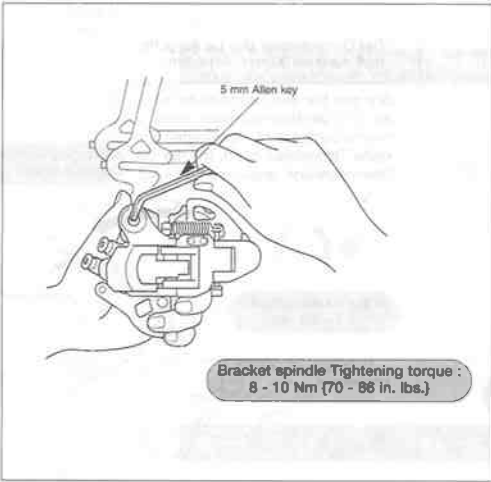 5 mm Allen key
Bracket spindle Tightening torque :
8 - 10 Nm {70 - 86 in. lbs.}